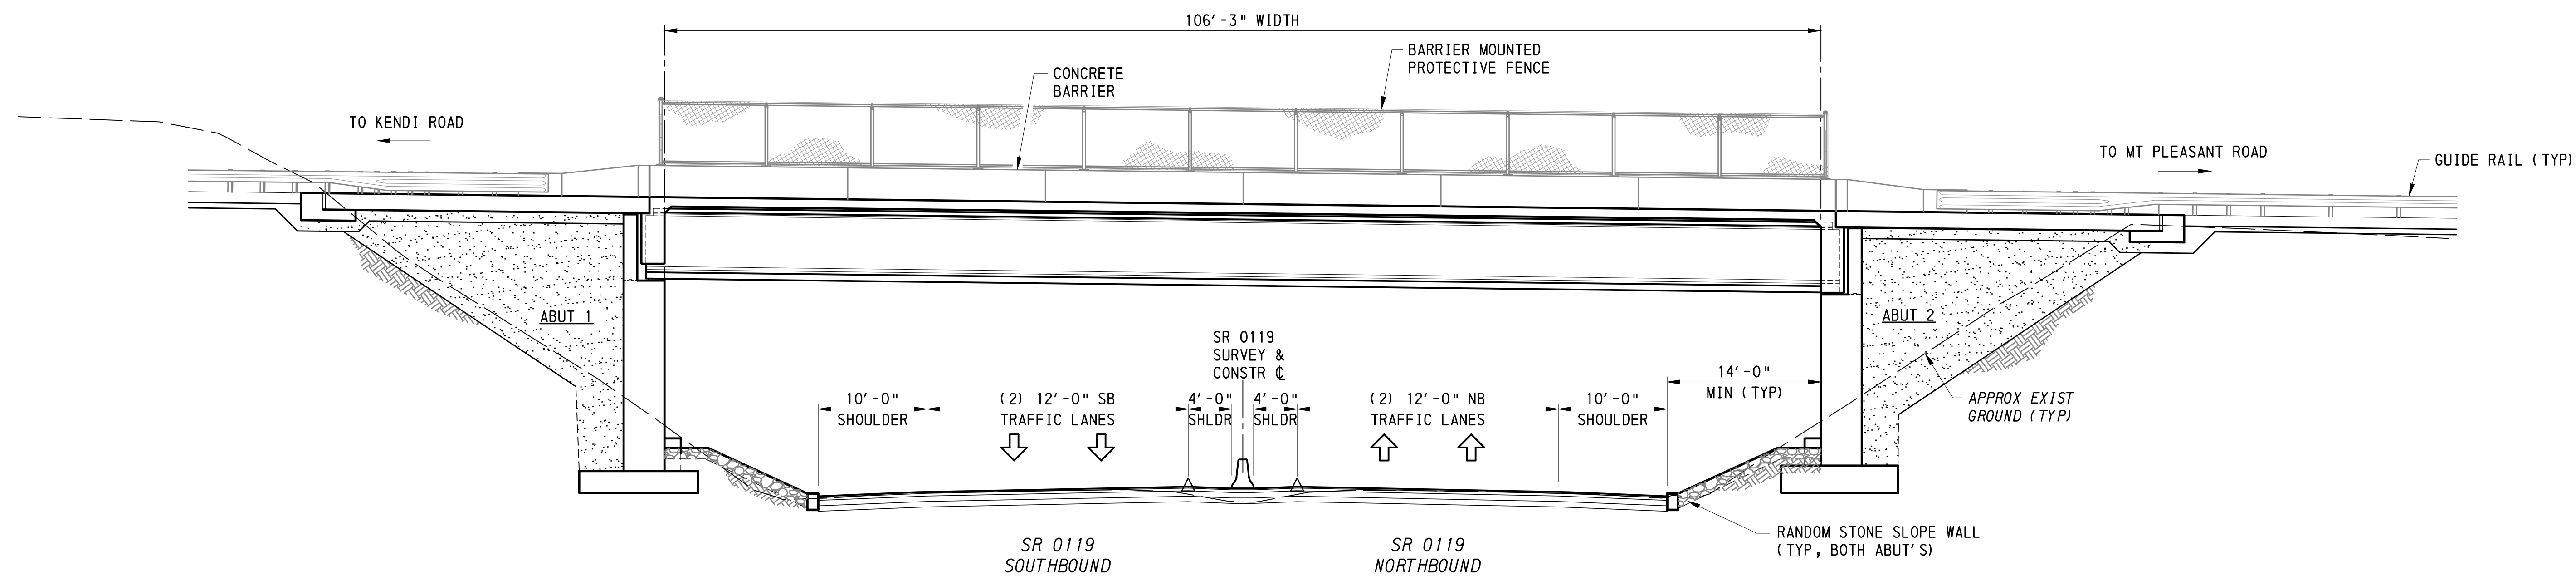 106'-3" WIDTH
BARRIER MOUNTED
PROTECTIVE FENCE
CONCRETE
BARRIER
TO KENDI ROAD
TO MT PLEASANT ROAD
GUIDE RAIL (TYP)
ABUT 1
ABUT 2
SR 0119
SURVEY &
CONSTR ℄
14'-0"
MIN (TYP)
10'-0"
SHOULDER
(2) 12'-0" SB
TRAFFIC LANES
4'-0"
SHLDR
4'-0"
SHLDR
(2) 12'-0" NB
TRAFFIC LANES
10'-0"
SHOULDER
APPROX EXIST
GROUND (TYP)
RANDOM STONE SLOPE WALL
(TYP, BOTH ABUT'S)
SR 0119
SOUTHBOUND
SR 0119
NORTHBOUND